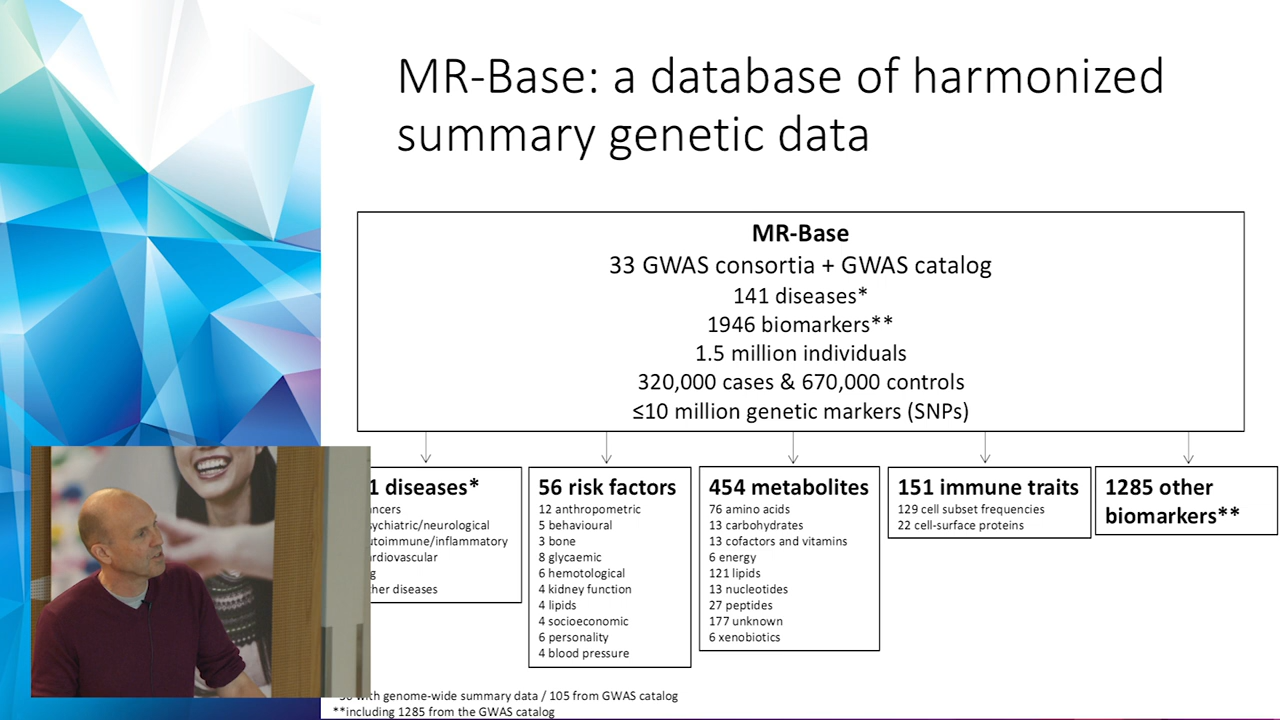 MR-Base: a database of harmonized
summary genetic data
MR-Base
33 GWAS consortia + GWAS catalog
141 diseases*
1946 biomarkers**
1.5 million individuals
320,000 cases & 670,000 controls
≤10 million genetic markers (SNPs)
diseases*
psychiatric/neurological
autoimmune/inflammatory
diseases
56 risk factors
12 anthropometric
5 behavioural
3 bone
8 glycaemic
6 hemotological
4 kidney function
4 lipids
4 socioeconomic
6 personality
4 blood pressure
454 metabolites
76 amino acids
13 carbohydrates
13 cofactors and vitamins
6 energy
121 lipids
13 nucleotides
27 peptides
177 unknown
6 xenobiotics
151 immune traits
129 cell subset frequencies
22 cell-surface proteins
1285 other
biomarkers**
with genome-wide summary data / 105 from GWAS catalog
**including 1285 from the GWAS catalog